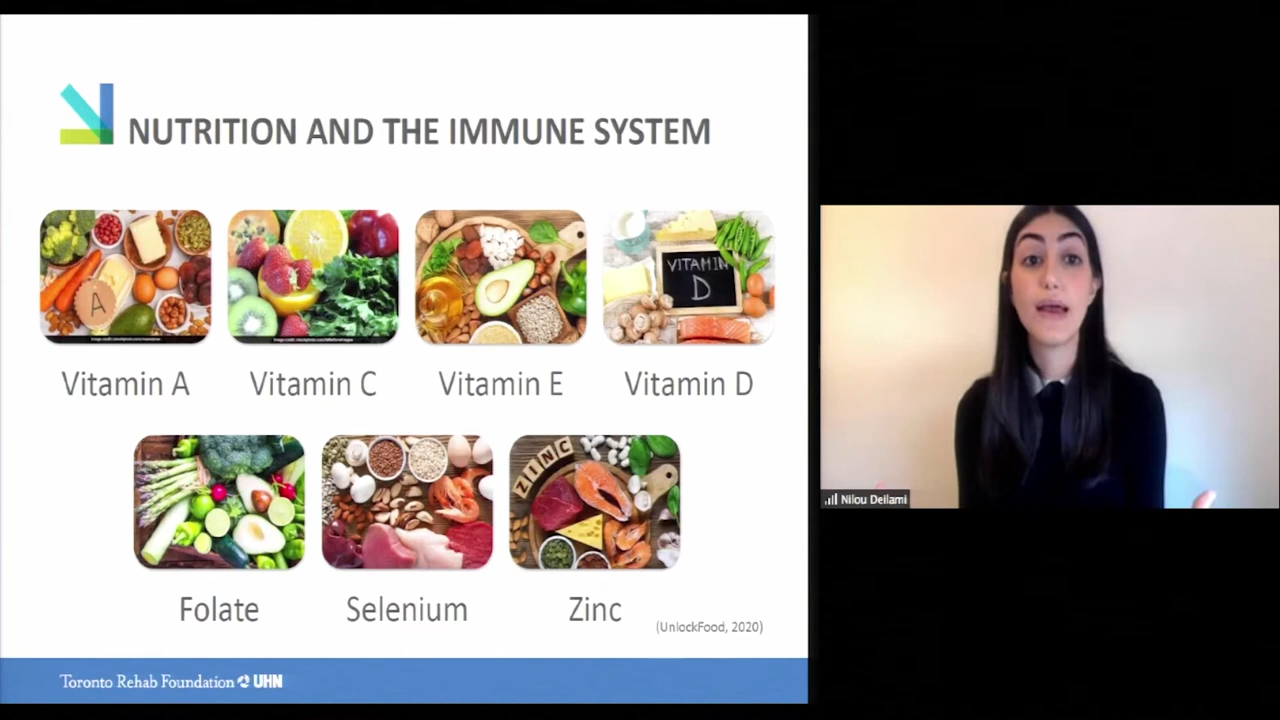 NUTRITION AND THE IMMUNE SYSTEM
A
VITAMIN
D
Vitamin A
Vitamin C
Vitamin E
Vitamin D
ZINC
Folate
Selenium
Zinc
(UnlockFood, 2020)
Toronto Rehab Foundation UHN
Nilou Deilami